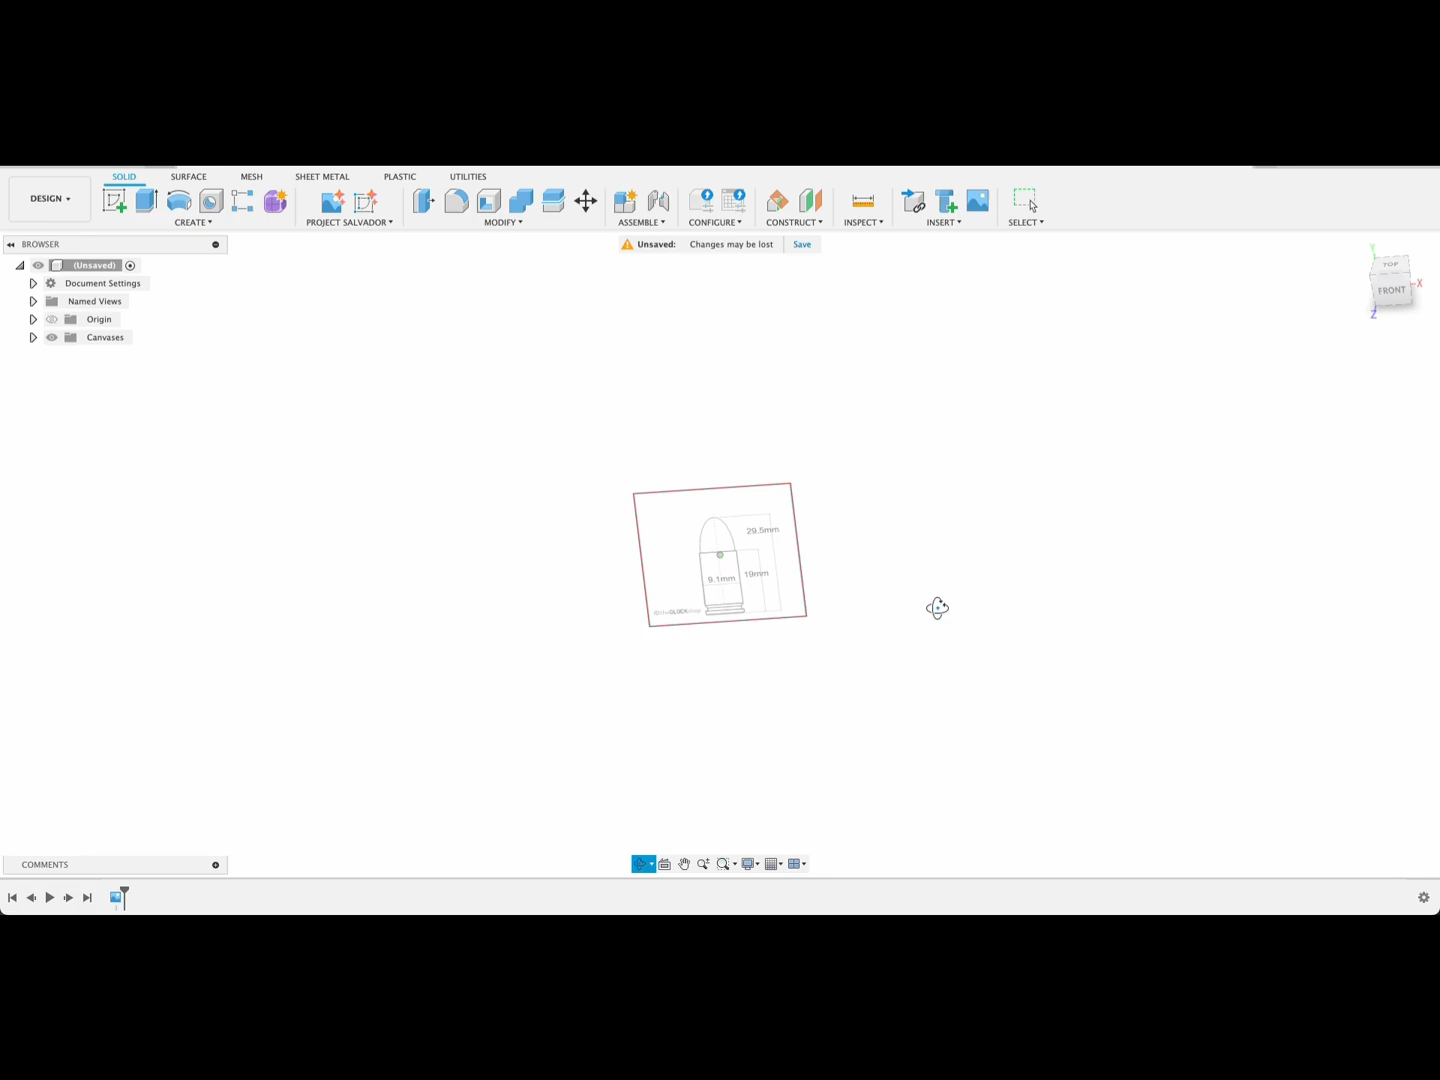 SOLID SURFACE MESH SHEET METAL PLASTIC UTILITIES
DESIGN
CREATE PROJECT SALVADOR MODIFY ASSEMBLE CONFIGURE CONSTRUCT INSPECT INSERT SELECT
BROWSER
Unsaved: Changes may be lost Save
(Unsaved)
Document Settings
Named Views
Origin
Canvases
Y
TOP
FRONT
X
Z
29.5mm
19mm
9.1mm
COMMENTS